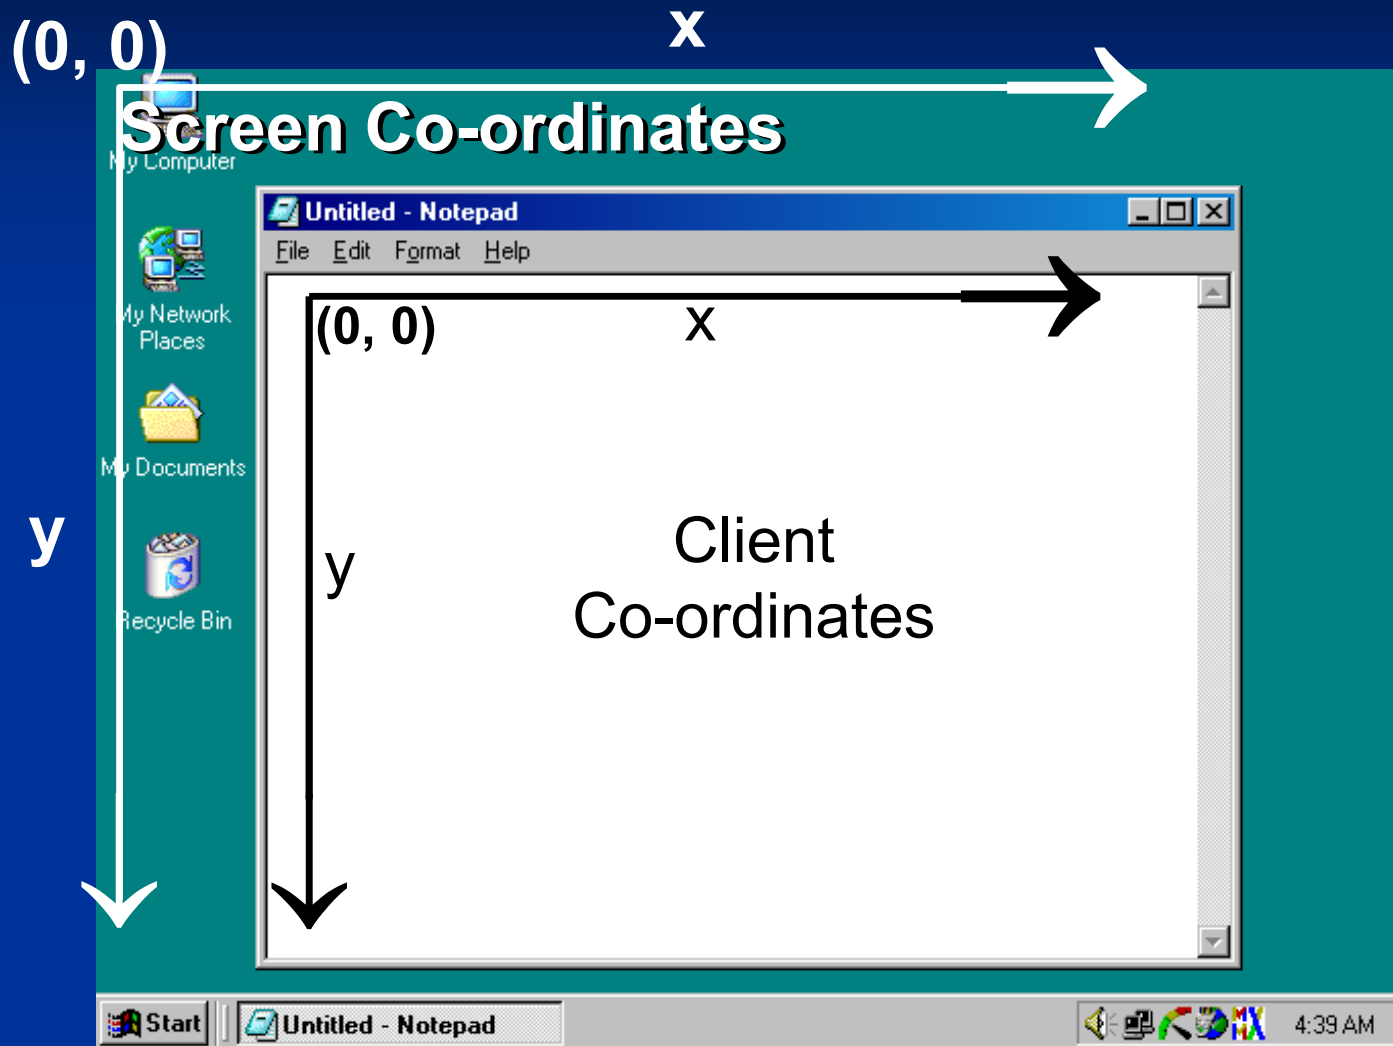 (0, 0)
x
Screen Co-ordinates
My Computer
Untitled - Notepad
File Edit Format Help
My Network
Places
(0, 0)
x
My Documents
y
y
Client
Co-ordinates
Recycle Bin
Start
Untitled - Notepad
MX
4:39 AM